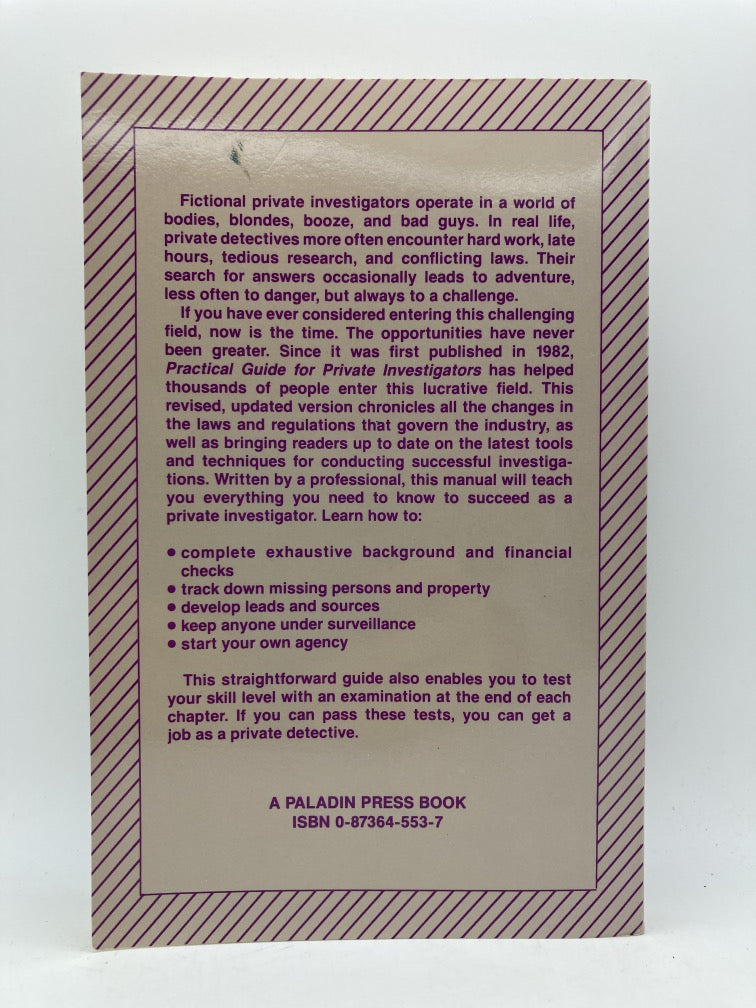 Fictional private investigators operate in a world of
bodies, blondes, booze, and bad guys. In real life,
private detectives more often encounter hard work, late
hours, tedious research, and conflicting laws. Their
search for answers occasionally leads to adventure,
less often to danger, but always to a challenge.
If you have ever considered entering this challenging
field, now is the time. The opportunities have never
been greater. Since it was first published in 1982,
Practical Guide for Private Investigators has helped
thousands of people enter this lucrative field. This
revised, updated version chronicles all the changes in
the laws and regulations that govern the industry, as
well as bringing readers up to date on the latest tools
and techniques for conducting successful investiga-
tions. Written by a professional, this manual will teach
you everything you need to know to succeed as a
private investigator. Learn how to:
• complete exhaustive background and financial
checks
• track down missing persons and property
• develop leads and sources
• keep anyone under surveillance
• start your own agency
This straightforward guide also enables you to test
your skill level with an examination at the end of each
chapter. If you can pass these tests, you can get a
job as a private detective.
A PALADIN PRESS BOOK
ISBN 0-87364-553-7